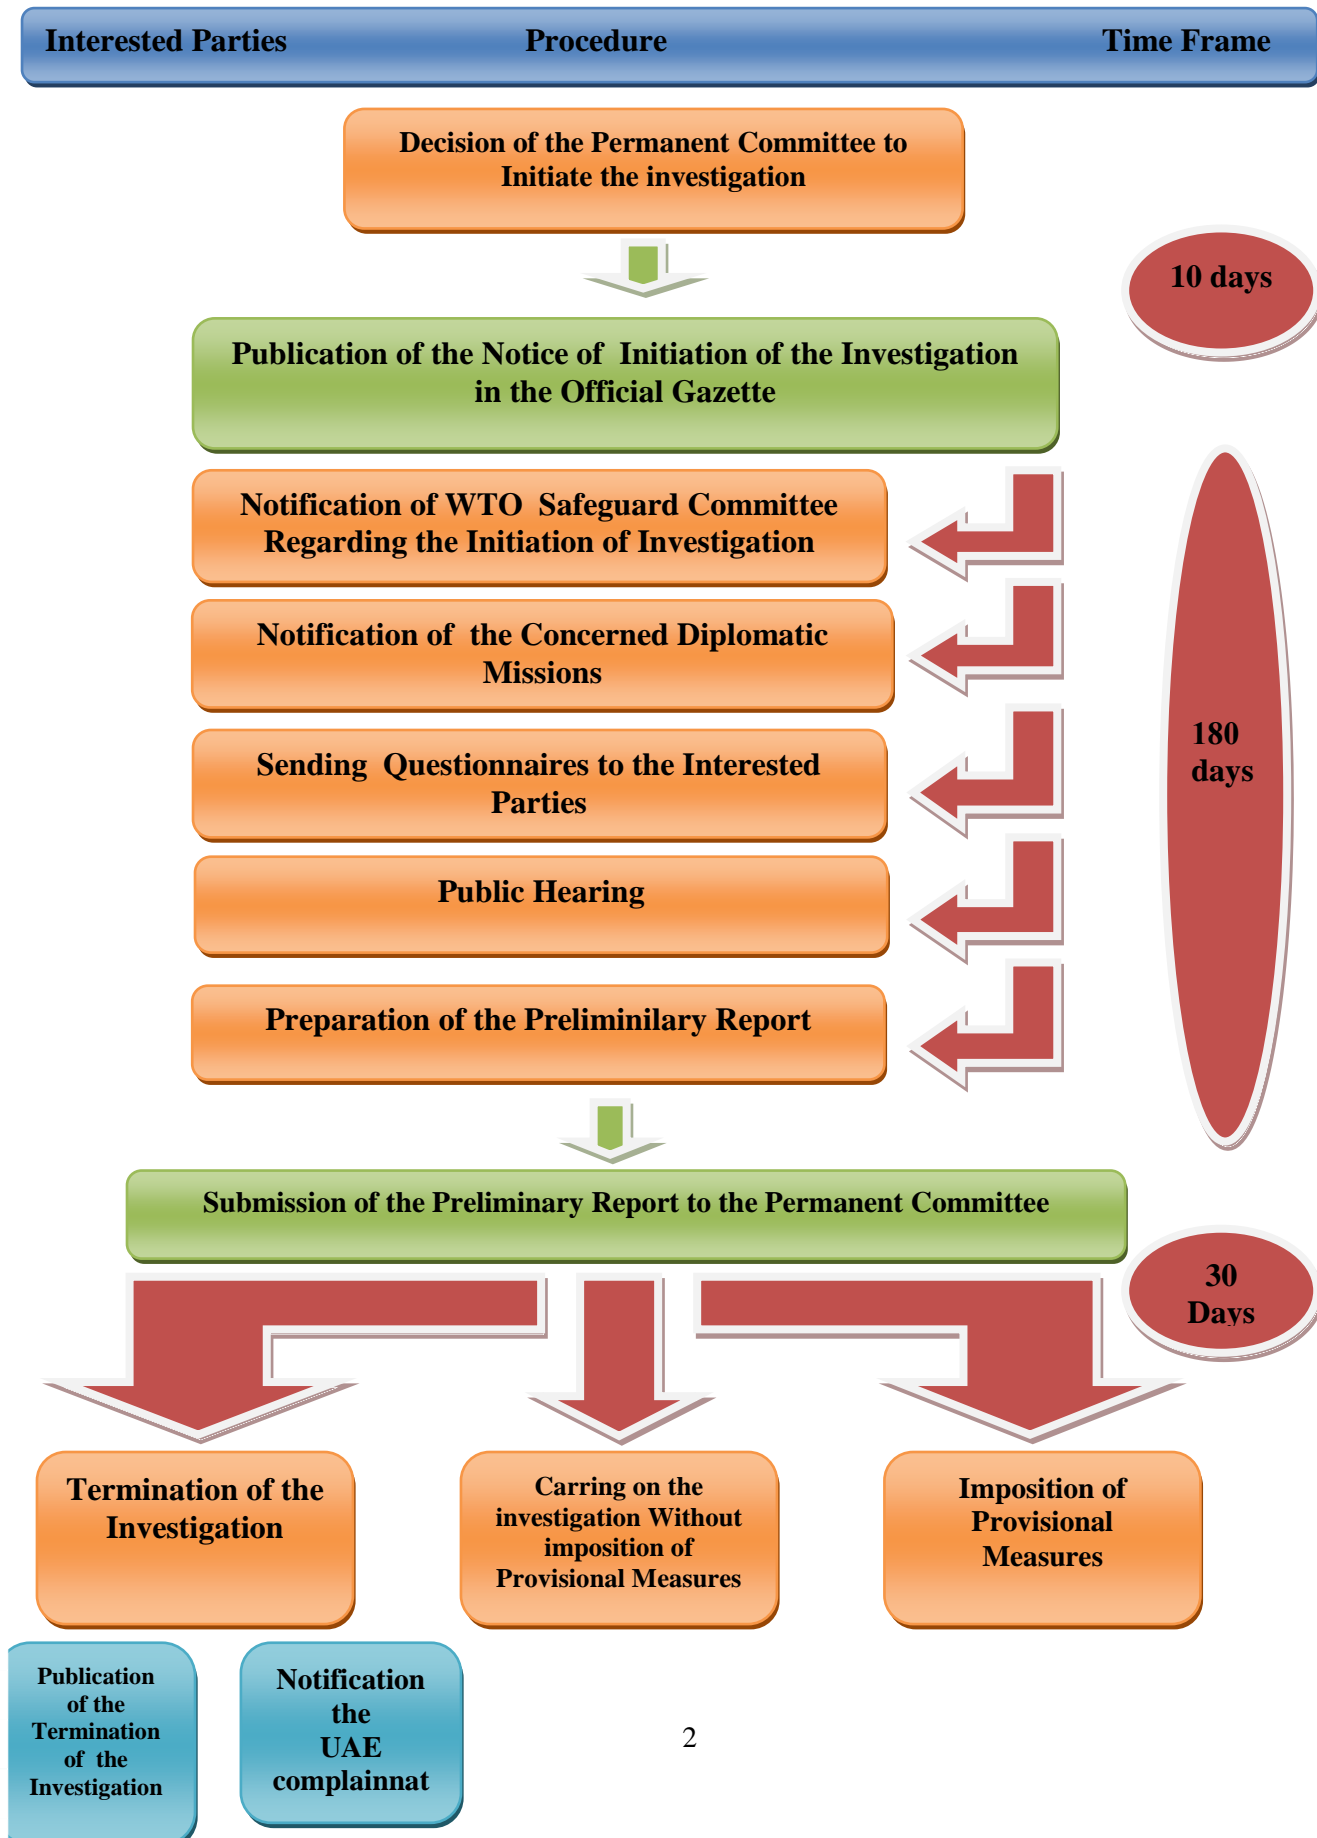 Interested Parties Procedure Time Frame
Decision of the Permanent Committee to
Initiate the investigation
10 days
Publication of the Notice of Initiation of the Investigation
in the Official Gazette
Notification of WTO Safeguard Committee
Regarding the Initiation of Investigation
Notification of the Concerned Diplomatic
Missions
180
days
Sending Questionnaires to the Interested
Parties
Public Hearing
Preparation of the Preliminilary Report
Submission of the Preliminary Report to the Permanent Committee
30
Days
Termination of the
Investigation
Carring on the
investigation Without
imposition of
Provisional Measures
Imposition of
Provisional
Measures
Publication
of the
Termination
of the
Investigation
Notification
the
UAE
complainnat
2